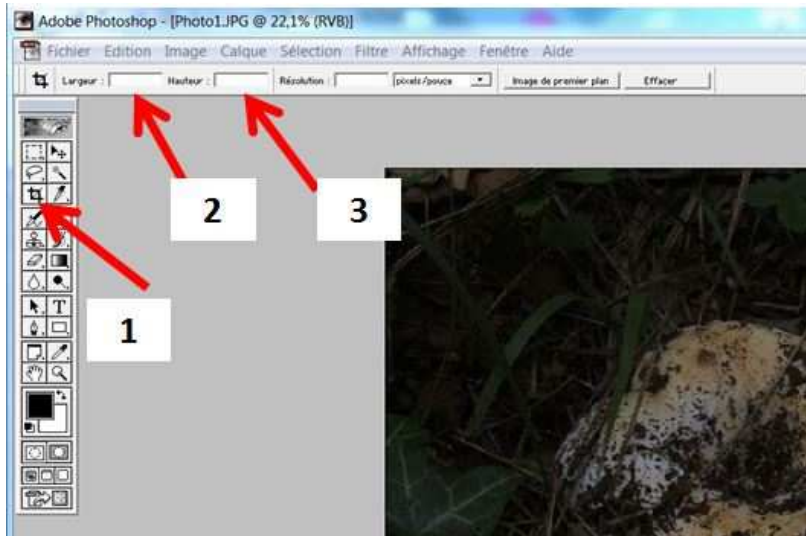 Adobe Photoshop - [Photo1.JPG @ 22,1% (RVB)]
Fichier Edition Image Calque Sélection Filtre Affichage Fenêtre Aide
Largeur : Hauteur : Résolution : pixels/pouce Image de premier plan Effacer
2 3
1
T